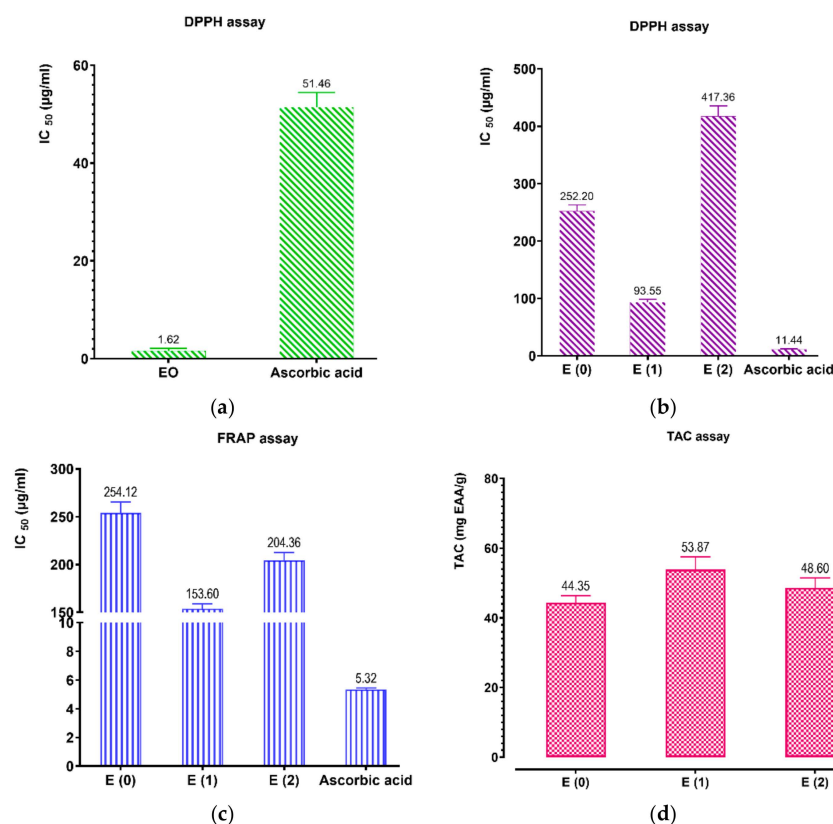 DPPH assay
IC 50 (µg/ml)
60
40
20
0
1.62
51.46
EO
Ascorbic acid
(a)
DPPH assay
IC 50 (µg/ml)
500
400
300
200
100
0
252.20
93.55
417.36
11.44
E (0)
E (1)
E (2)
Ascorbic acid
(b)
FRAP assay
IC 50 (µg/ml)
300
250
200
150
10
8
6
4
2
0
254.12
153.60
204.36
5.32
E (0)
E (1)
E (2)
Ascorbic acid
(c)
TAC assay
TAC (mg EAA/g)
80
60
40
20
0
44.35
53.87
48.60
E (0)
E (1)
E (2)
(d)